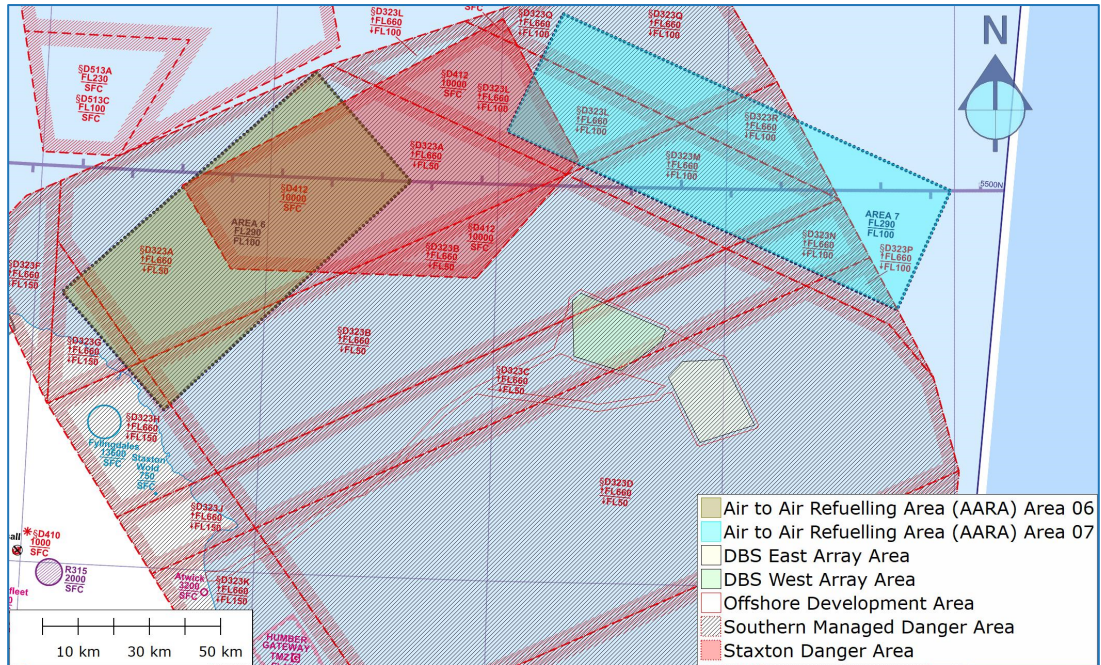 §D323L
↑FL660
↓FL100
§D323Q
↑FL660
↓FL100
§D323Q
↑FL660
↓FL100
N
§D513A
FL230
SFC
§D513C
FL100
SFC
§D412
10000
SFC
§D323L
↑FL660
↓FL100
§D323L
↑FL660
↓FL100
§D323R
↑FL660
↓FL100
§D323A
↑FL660
↓FL50
§D323M
↑FL660
↓FL100
5500N
§D412
10000
SFC
AREA 6
FL290
FL100
§D412
10000
SFC
AREA 7
FL290
FL100
§D323A
↑FL660
↓FL50
§D323B
↑FL660
↓FL50
§D323N
↑FL660
↓FL100
§D323P
↑FL660
↓FL100
§D323F
↑FL660
↓FL150
§D323G
↑FL660
↓FL150
§D323B
↑FL660
↓FL50
§D323C
↑FL660
↓FL50
§D323H
↑FL660
↓FL150
Fylingdales
13600
SFC
Staxton
Wold
750
SFC
§D323D
↑FL660
↓FL50
§D323J
↑FL660
↓FL150
§D410
1000
SFC
all
R315
2000
SFC
fleet
Atwick
3200
SFC
§D323K
↑FL660
↓FL150
HUMBER
GATEWAY
TMZ
10 km 30 km 50 km
Air to Air Refuelling Area (AARA) Area 06
Air to Air Refuelling Area (AARA) Area 07
DBS East Array Area
DBS West Array Area
Offshore Development Area
Southern Managed Danger Area
Staxton Danger Area